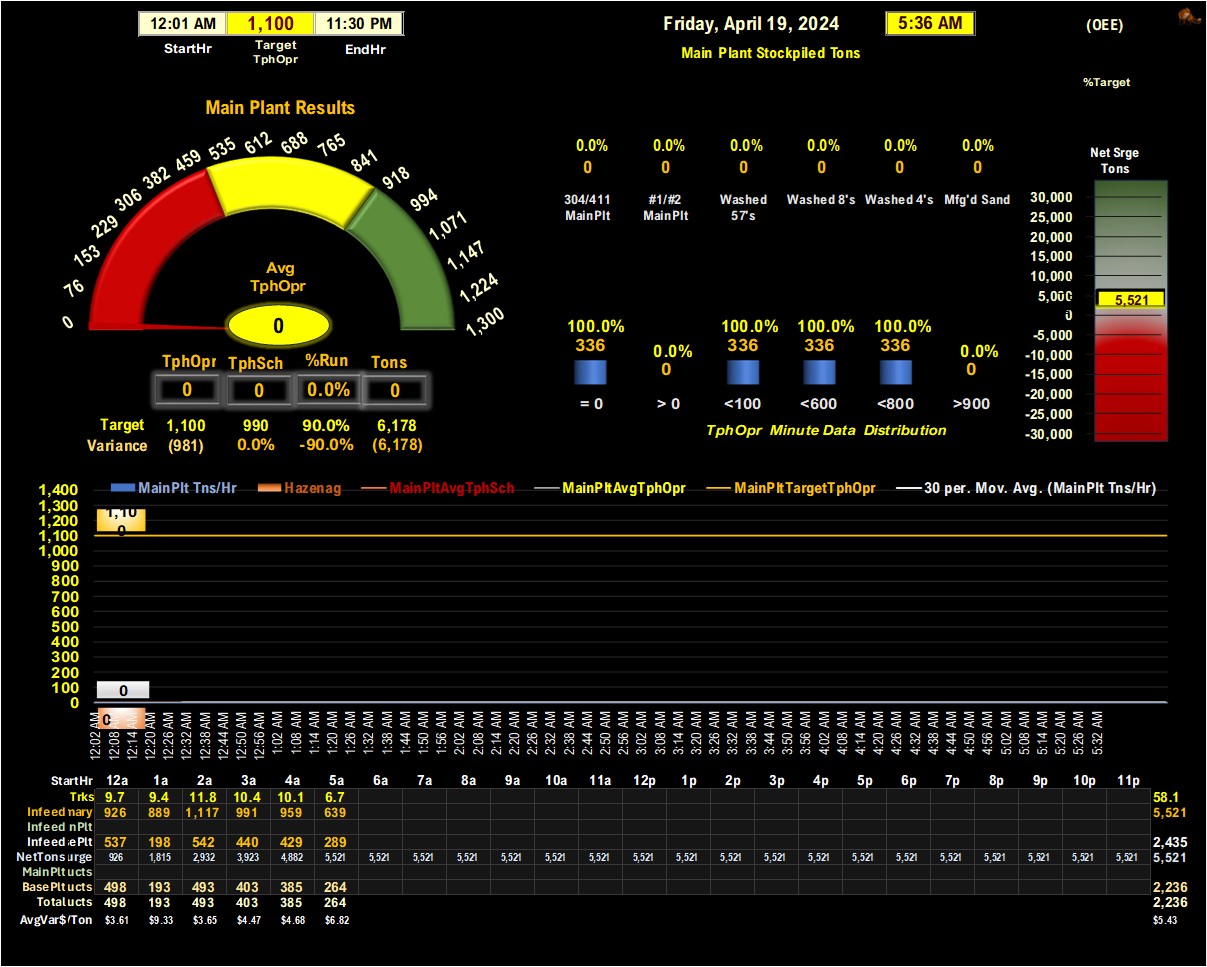 12:01 AM 1,100 11:30 PM
StartHr Target TphOpr EndHr
Friday, April 19, 2024 5:36 AM (OEE)
Main Plant Stockpiled Tons
%Target
Main Plant Results
0 76 153 229 306 382 459 535 612 688 765 841 918 994 1,071 1,147 1,224 1,300
Avg
TphOpr
0
TphOpr TphSch %Run Tons
0 0 0.0% 0
Target 1,100 990 90.0% 6,178
Variance (981) 0.0% -90.0% (6,178)
0.0% 0.0% 0.0% 0.0% 0.0% 0.0%
0 0 0 0 0 0
304/411 #1/#2 Washed Washed 8's Washed 4's Mfg'd Sand
MainPlt MainPlt 57's
100.0% 0.0% 100.0% 100.0% 100.0% 0.0%
336 0 336 336 336 0
= 0 > 0 <100 <600 <800 >900
TphOpr Minute Data Distribution
Net Srge
Tons
30,000
25,000
20,000
15,000
10,000
5,000
5,521
0
-5,000
-10,000
-15,000
-20,000
-25,000
-30,000
MainPlt Tns/Hr Hazenag MainPltAvgTphSch MainPltAvgTphOpr MainPltTargetTphOpr 30 per. Mov. Avg. (MainPlt Tns/Hr)
1,400
1,300
1,200
1,100
1,000
900
800
700
600
500
400
300
200
100
0
1,10
0
0
0
12:02 AM 12:08 AM 12:14 AM 12:20 AM 12:26 AM 12:32 AM 12:38 AM 12:44 AM 12:50 AM 12:56 AM 1:02 AM 1:08 AM 1:14 AM 1:20 AM 1:26 AM 1:32 AM 1:38 AM 1:44 AM 1:50 AM 1:56 AM 2:02 AM 2:08 AM 2:14 AM 2:20 AM 2:26 AM 2:32 AM 2:38 AM 2:44 AM 2:50 AM 2:56 AM 3:02 AM 3:08 AM 3:14 AM 3:20 AM 3:26 AM 3:32 AM 3:38 AM 3:44 AM 3:50 AM 3:56 AM 4:02 AM 4:08 AM 4:14 AM 4:20 AM 4:26 AM 4:32 AM 4:38 AM 4:44 AM 4:50 AM 4:56 AM 5:02 AM 5:08 AM 5:14 AM 5:20 AM 5:26 AM 5:32 AM
StartHr 12a 1a 2a 3a 4a 5a 6a 7a 8a 9a 10a 11a 12p 1p 2p 3p 4p 5p 6p 7p 8p 9p 10p 11p
Trks 9.7 9.4 11.8 10.4 10.1 6.7 58.1
Infeed mary 926 889 1,117 991 959 639 5,521
Infeed nPlt
Infeed ePlt 537 198 542 440 429 289 2,435
NetTons urge 926 1,815 2,932 3,923 4,882 5,521 5,521 5,521 5,521 5,521 5,521 5,521 5,521 5,521 5,521 5,521 5,521 5,521 5,521 5,521 5,521 5,521 5,521 5,521 5,521
MainPlt ucts
BasePlt ucts 498 193 493 403 385 264 2,236
Total ucts 498 193 493 403 385 264 2,236
AvgVar$/Ton $3.61 $9.33 $3.65 $4.47 $4.68 $6.82 $5.43